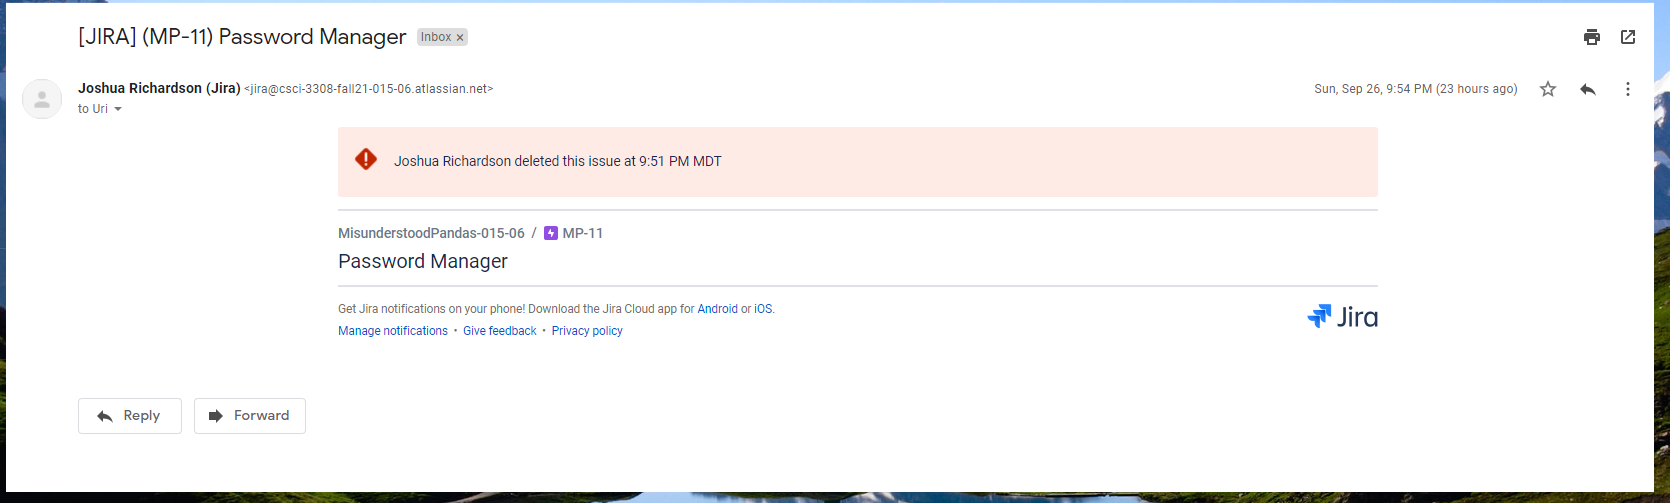 [JIRA] (MP-11) Password Manager Inbox ×
Joshua Richardson (Jira) <jira@csci-3308-fall21-015-06.atlassian.net> Sun, Sep 26, 9:54 PM (23 hours ago)
to Uri
Joshua Richardson deleted this issue at 9:51 PM MDT
MisunderstoodPandas-015-06 / MP-11
Password Manager
Get Jira notifications on your phone! Download the Jira Cloud app for Android or iOS.
Manage notifications • Give feedback • Privacy policy
Jira
Reply Forward